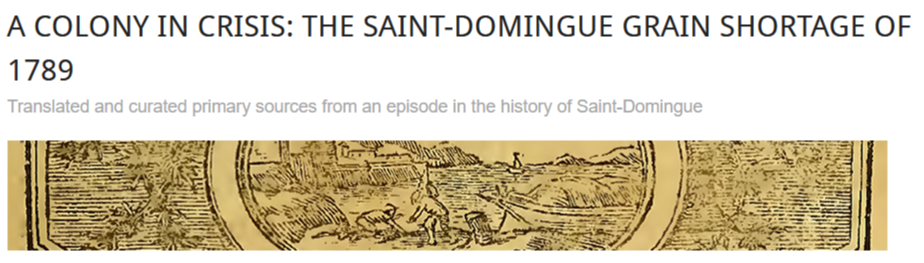 A COLONY IN CRISIS: THE SAINT-DOMINGUE GRAIN SHORTAGE OF
1789
Translated and curated primary sources from an episode in the history of Saint-Domingue